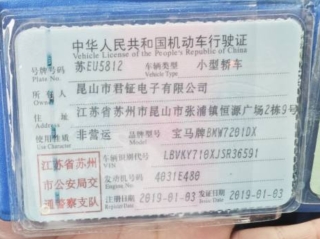 中华人民共和国机动车行驶证
Vehicle License of the People's Republic of China
号牌号码 苏EU5812 车辆类型 小型轿车
Plate No. Vehicle Type
所有人 昆山市君钲电子有限公司
Owner
住址 江苏省苏州市昆山市张浦镇恒源广场2栋9号
Address
使用性质 非营运 品牌型号 宝马牌BMW7201DX
Use Character Model
江苏省苏州市公安局交通警察支队
车辆识别代号 LBVKY710XJSR36591
VIN
发动机号码 4031E480
Engine No.
注册日期 2019-01-03 发证日期 2019-01-03
Register Date Issue Date